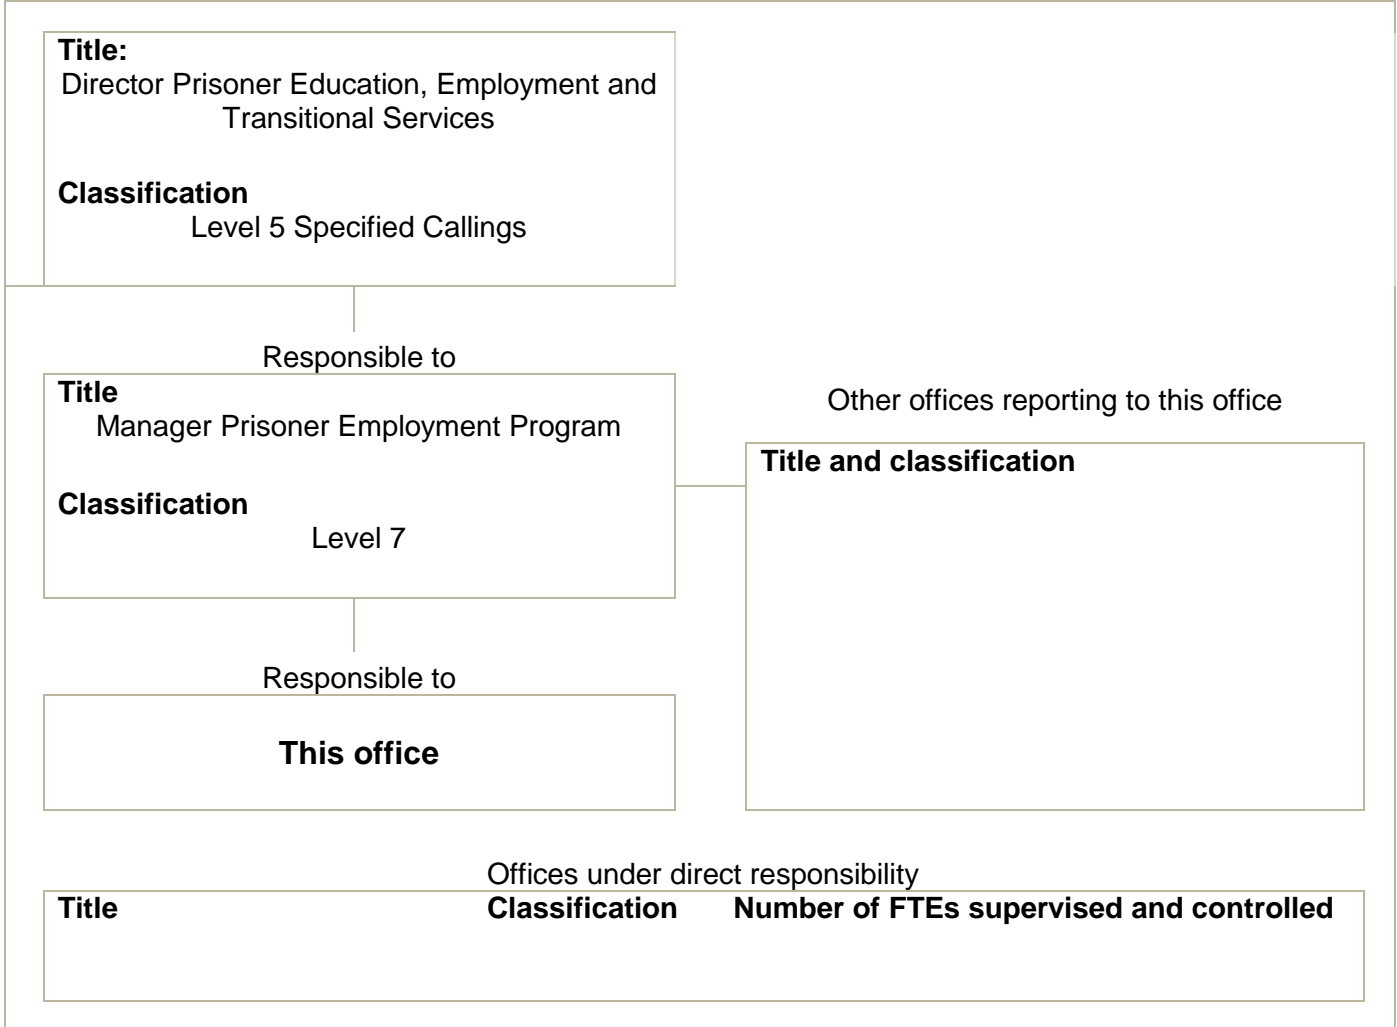 Title:
Director Prisoner Education, Employment and
Transitional Services
Classification
Level 5 Specified Callings
Responsible to
Title
Manager Prisoner Employment Program
Classification
Level 7
Other offices reporting to this office
Title and classification
Responsible to
This office
Offices under direct responsibility
Title Classification Number of FTEs supervised and controlled